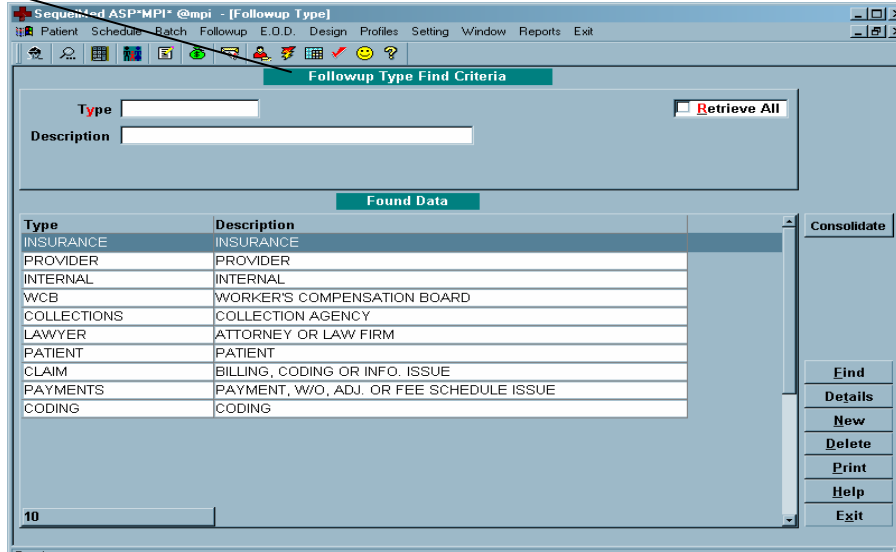 SequelMed ASP*MPI* @mpi - [Followup Type]
Patient Schedule Batch Followup E.O.D. Design Profiles Setting Window Reports Exit
Followup Type Find Criteria
Type
Retrieve All
Description
Found Data
Type Description
Consolidate
INSURANCE INSURANCE
PROVIDER PROVIDER
INTERNAL INTERNAL
WCB WORKER'S COMPENSATION BOARD
COLLECTIONS COLLECTION AGENCY
LAWYER ATTORNEY OR LAW FIRM
PATIENT PATIENT
CLAIM BILLING, CODING OR INFO. ISSUE
PAYMENTS PAYMENT, W/O, ADJ. OR FEE SCHEDULE ISSUE
CODING CODING
Find
Details
New
Delete
Print
Help
Exit
10